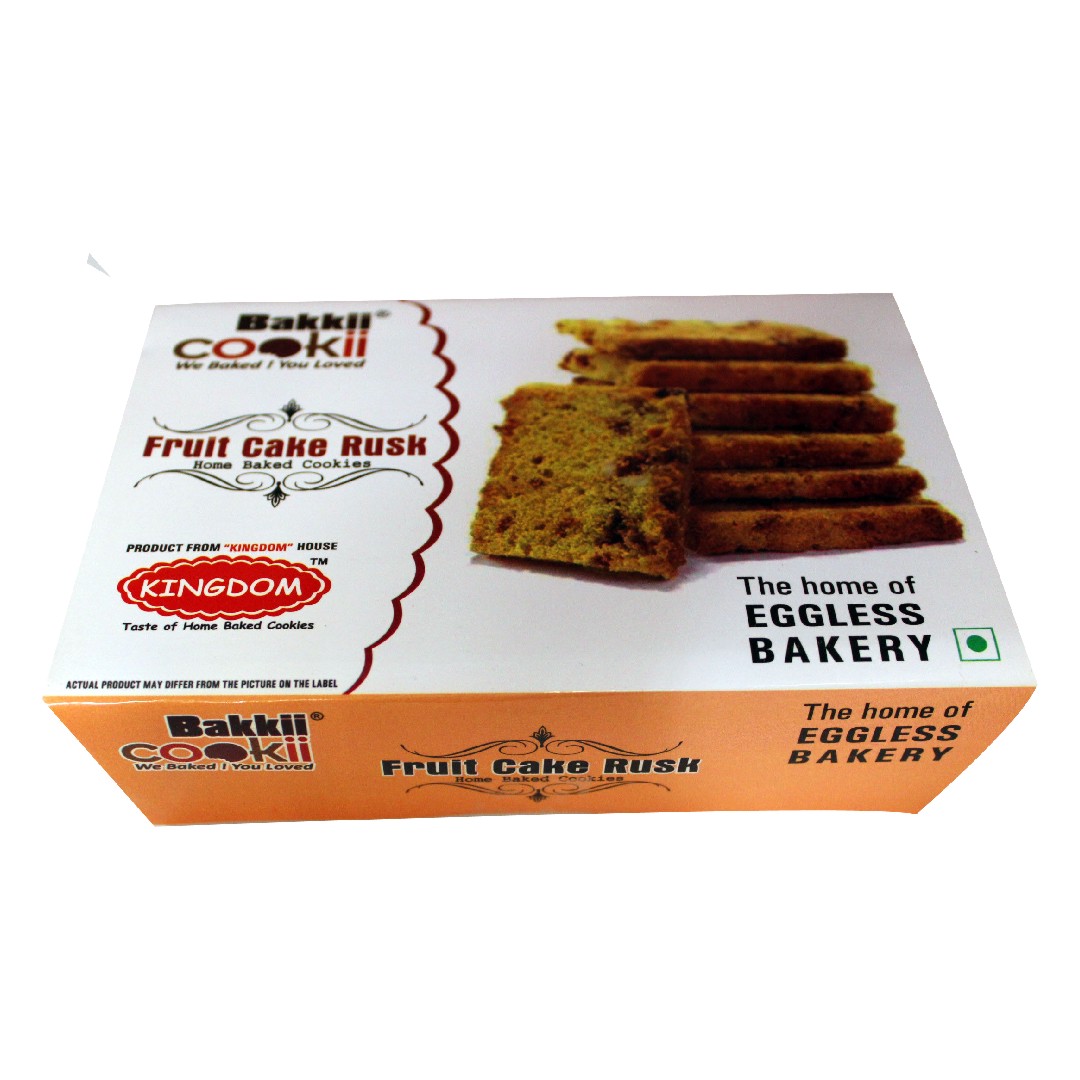 Bakkii®
cookii
We Baked ! You Loved
Fruit Cake Rusk
Home Baked Cookies
PRODUCT FROM "KINGDOM" HOUSE
TM
KINGDOM
Taste of Home Baked Cookies
ACTUAL PRODUCT MAY DIFFER FROM THE PICTURE ON THE LABEL
The home of
EGGLESS
BAKERY
Bakkii®
cookii
We Baked ! You Loved
Fruit Cake Rusk
Home Baked Cookies
The home of
EGGLESS
BAKERY